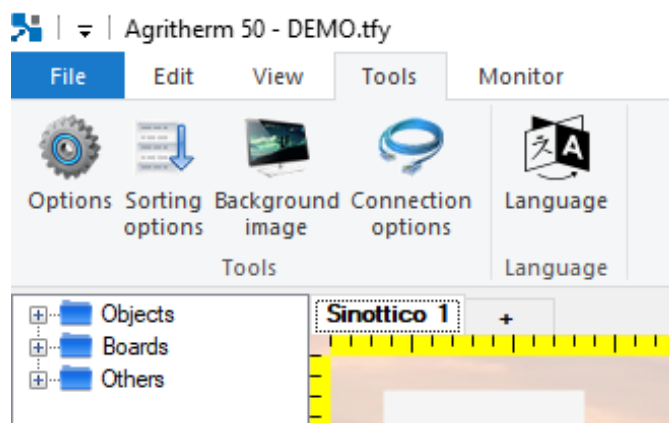 Agritherm 50 - DEMO.tfy
File Edit View Tools Monitor
Options Sorting options Background image Connection options Language
Tools Language
Objects
Boards
Others
Sinottico 1 +